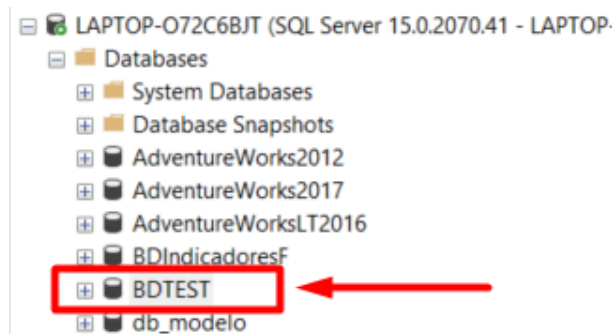 LAPTOP-O72C6BJT (SQL Server 15.0.2070.41 - LAPTOP-
Databases
System Databases
Database Snapshots
AdventureWorks2012
AdventureWorks2017
AdventureWorksLT2016
BDIndicadoresF
BDTEST
db_modelo